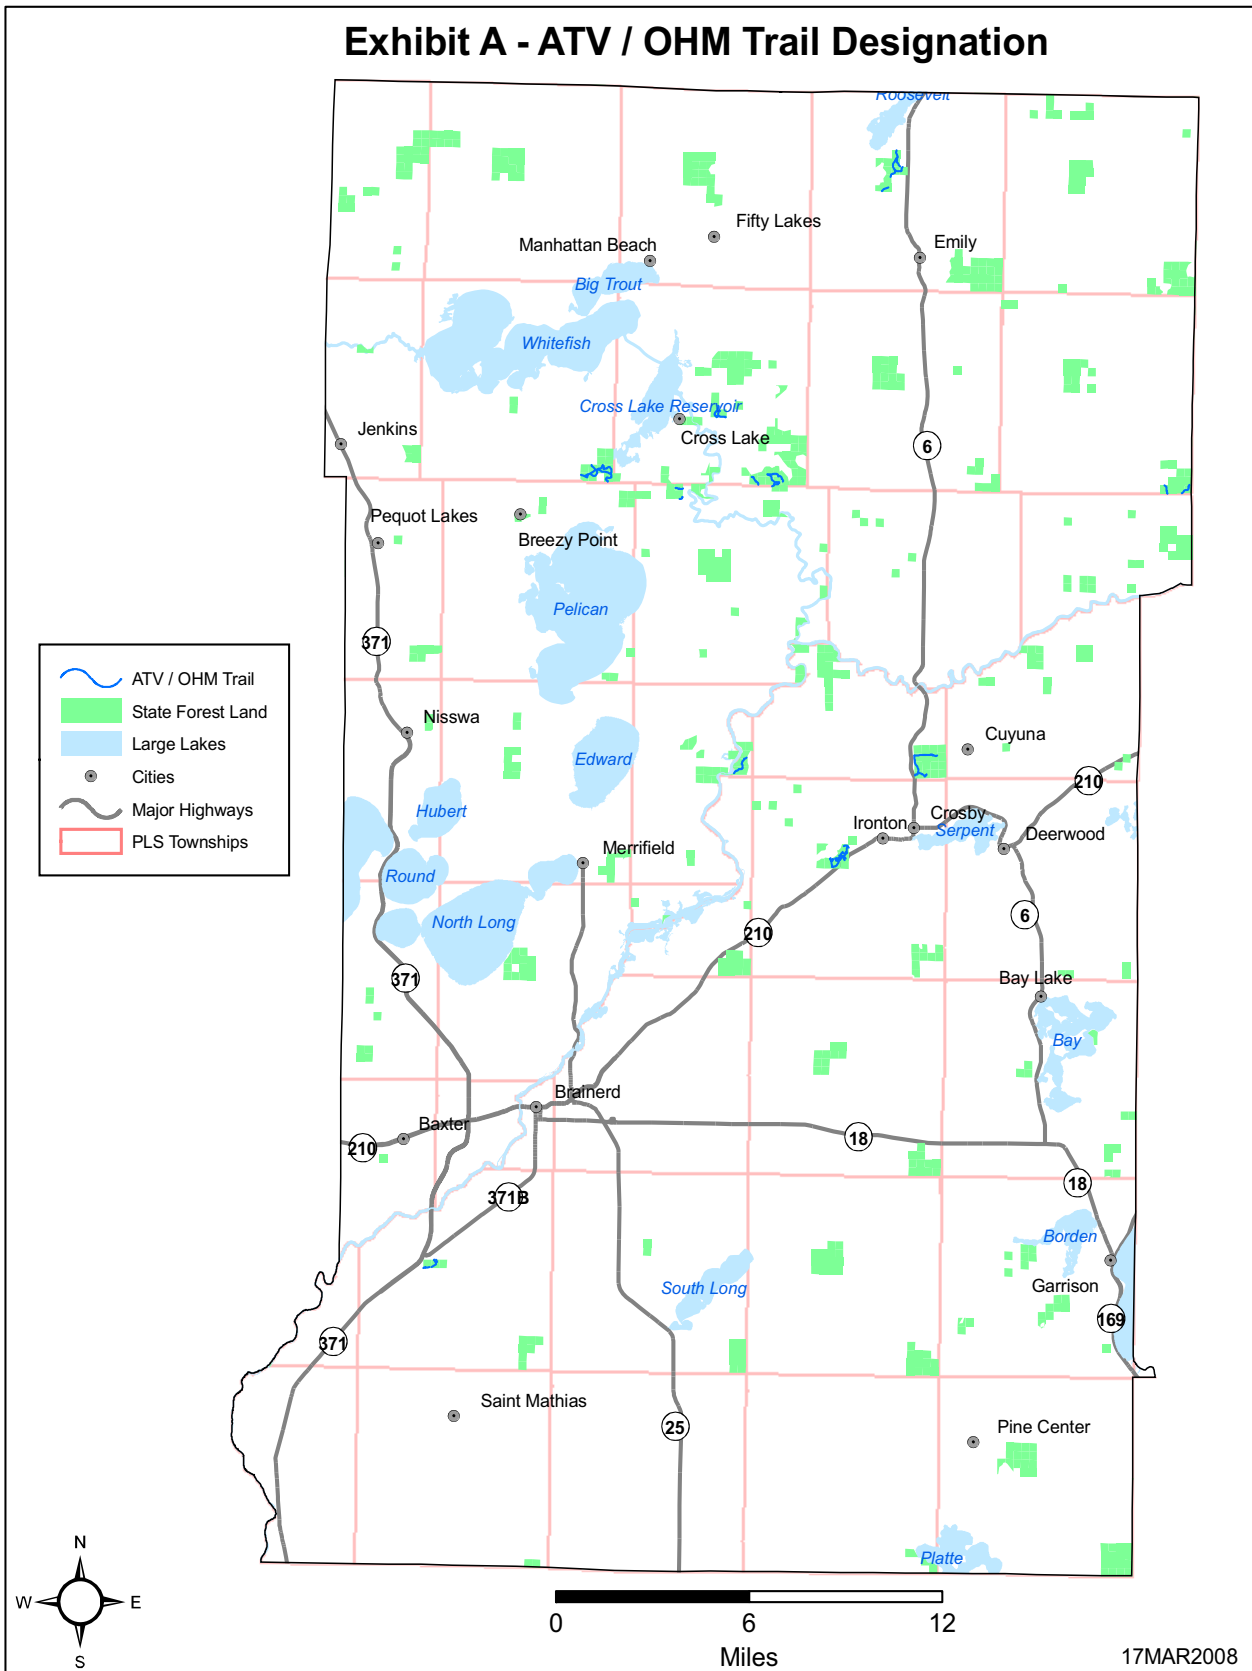 Exhibit A - ATV / OHM Trail Designation
Roosevelt
Fifty Lakes
Manhattan Beach
Emily
Big Trout
Whitefish
Cross Lake Reservoir
Jenkins
Cross Lake
6
Pequot Lakes
Breezy Point
Pelican
371
ATV / OHM Trail
State Forest Land
Large Lakes
Cities
Major Highways
PLS Townships
Nisswa
Cuyuna
Edward
210
Hubert
Ironton
Crosby
Serpent
Deerwood
Merrifield
Round
North Long
6
210
371
Bay Lake
Bay
Brainerd
Baxter
210
18
371B
18
Borden
South Long
Garrison
169
371
Saint Mathias
25
Pine Center
Platte
N
W
E
S
0
6
12
Miles
17MAR2008